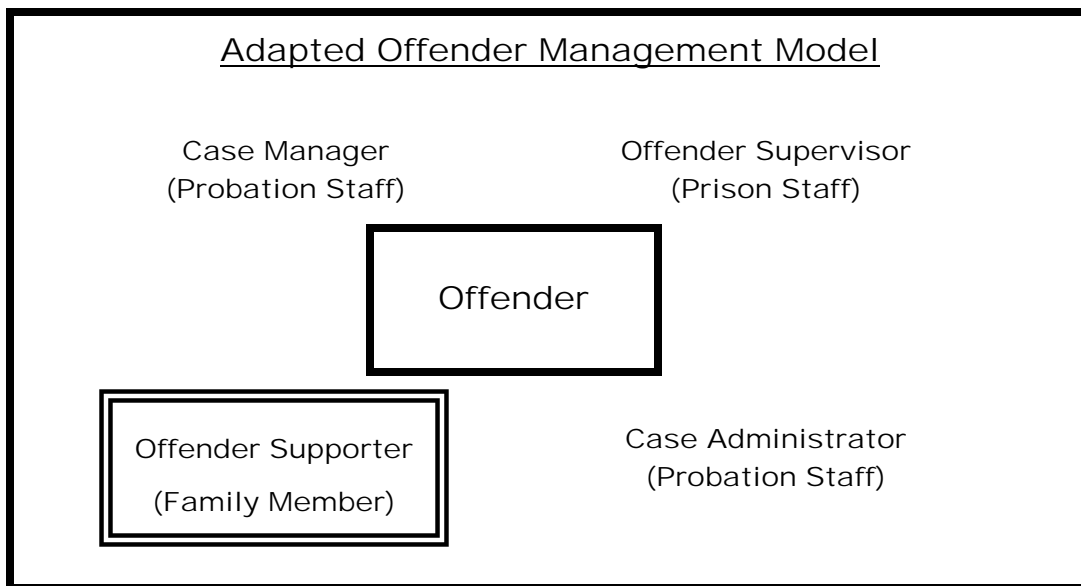 Adapted Offender Management Model
Case Manager
(Probation Staff)
Offender Supervisor
(Prison Staff)
Offender
Offender Supporter
(Family Member)
Case Administrator
(Probation Staff)